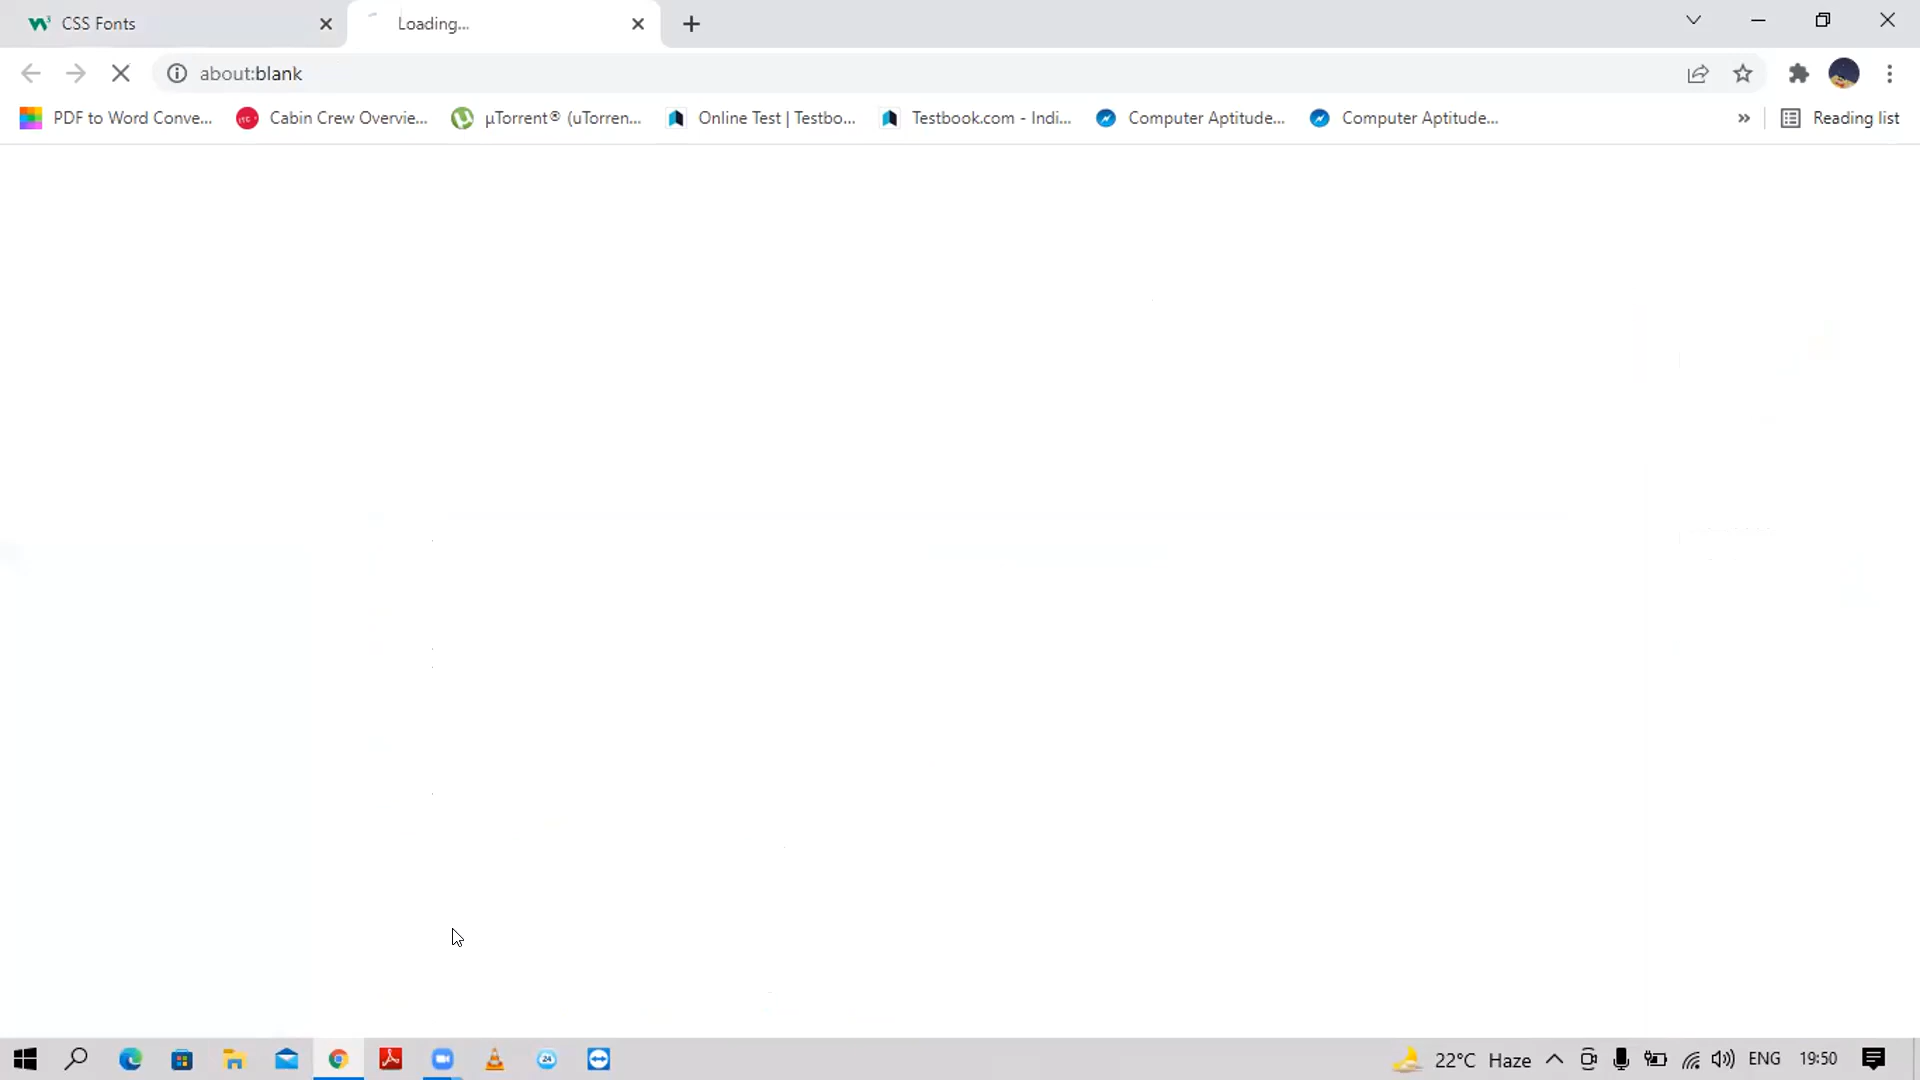 CSS Fonts
Loading...
about:blank
PDF to Word Conve...
Cabin Crew Overvie...
µTorrent® (uTorren...
Online Test | Testbo...
Testbook.com - Indi...
Computer Aptitude...
Computer Aptitude...
»
Reading list
22°C Haze
ENG
19:50